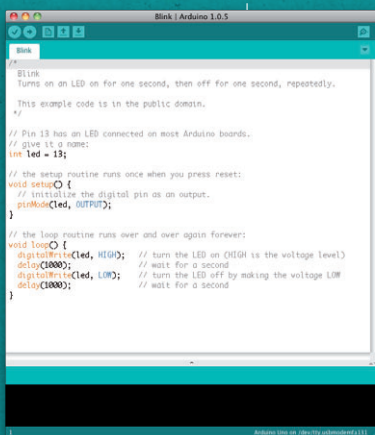 Blink | Arduino 1.0.5
Blink
/*
Blink
Turns on an LED on for one second, then off for one second, repeatedly.
This example code is in the public domain.
*/
// Pin 13 has an LED connected on most Arduino boards.
// give it a name:
int led = 13;
// the setup routine runs once when you press reset:
void setup() {
// initialize the digital pin as an output.
pinMode(led, OUTPUT);
}
// the loop routine runs over and over again forever:
void loop() {
digitalWrite(led, HIGH); // turn the LED on (HIGH is the voltage level)
delay(1000); // wait for a second
digitalWrite(led, LOW); // turn the LED off by making the voltage LOW
delay(1000); // wait for a second
}
1
Arduino Uno on